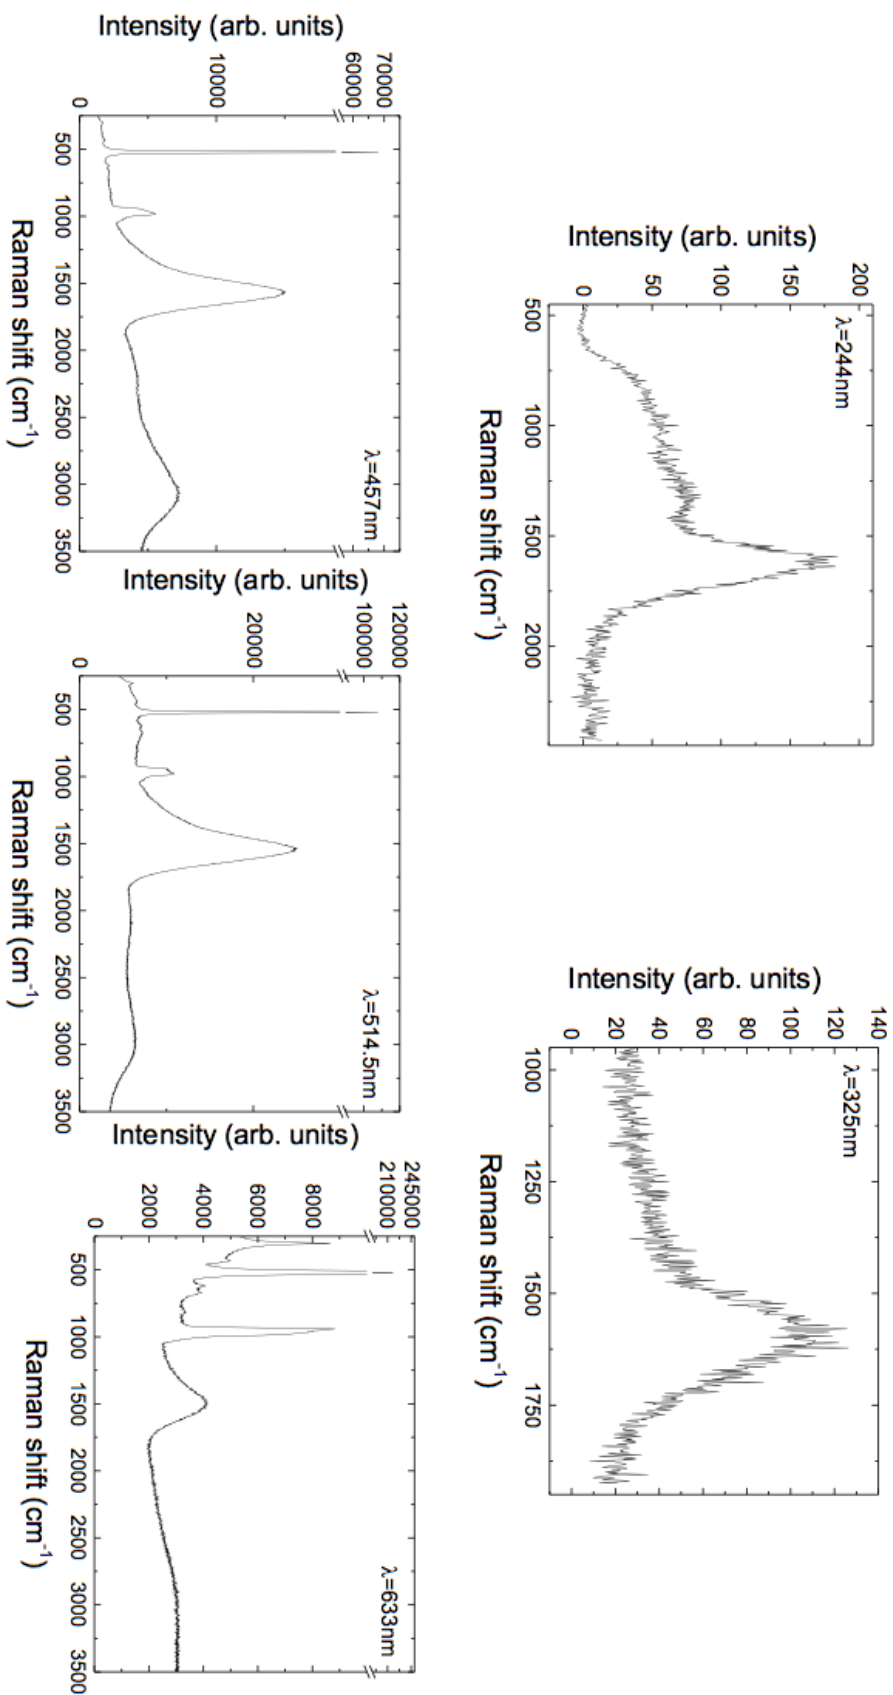 Intensity (arb. units)
200
150
100
50
0
λ=244nm
500 1000 1500 2000
Raman shift (cm⁻¹)
Intensity (arb. units)
140
120
100
80
60
40
20
0
λ=325nm
1000 1250 1500 1750
Raman shift (cm⁻¹)
Intensity (arb. units)
70000
60000
10000
0
λ=457nm
500 1000 1500 2000 2500 3000 3500
Raman shift (cm⁻¹)
Intensity (arb. units)
120000
100000
20000
0
λ=514.5nm
500 1000 1500 2000 2500 3000 3500
Raman shift (cm⁻¹)
Intensity (arb. units)
245000
210000
8000
6000
4000
2000
0
λ=633nm
500 1000 1500 2000 2500 3000 3500
Raman shift (cm⁻¹)